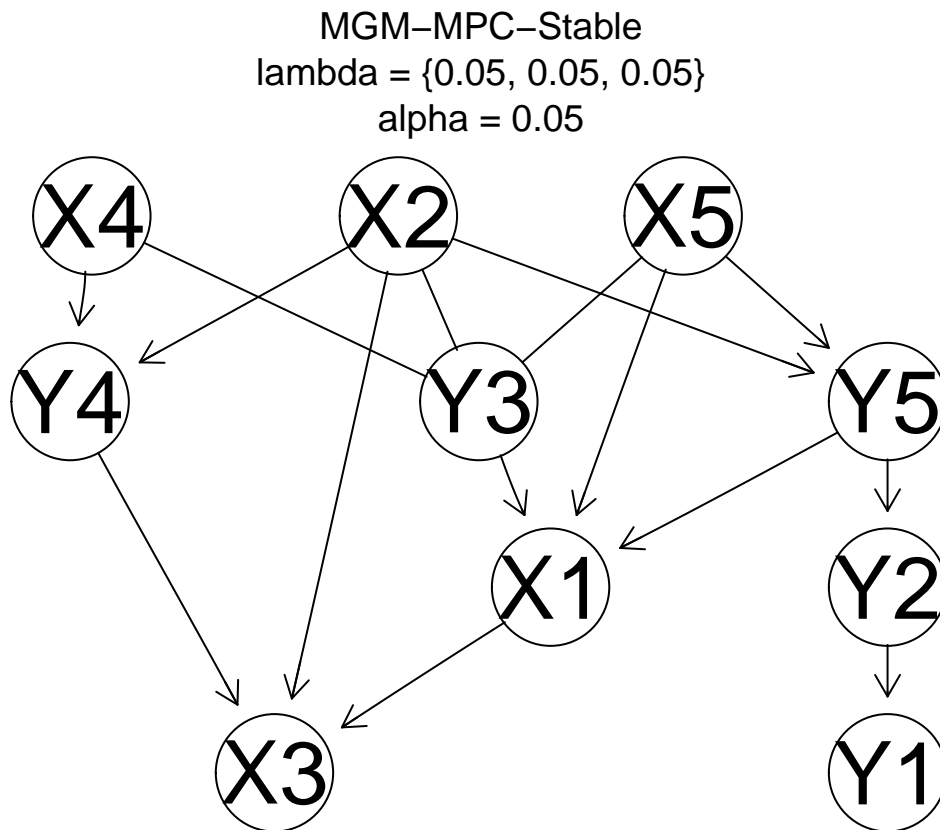 MGM−MPC−Stable
lambda = {0.05, 0.05, 0.05}
alpha = 0.05
X4 X2 X5
Y4 Y3 Y5
X1 Y2
X3 Y1